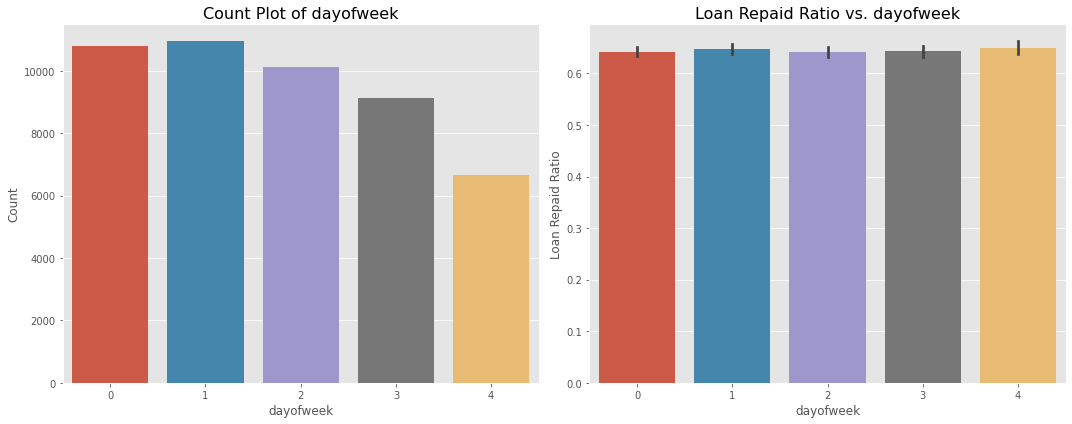 Count Plot of dayofweek
Count
10000
8000
6000
4000
2000
0
0 1 2 3 4
dayofweek
Loan Repaid Ratio vs. dayofweek
Loan Repaid Ratio
0.6
0.5
0.4
0.3
0.2
0.1
0.0
0 1 2 3 4
dayofweek